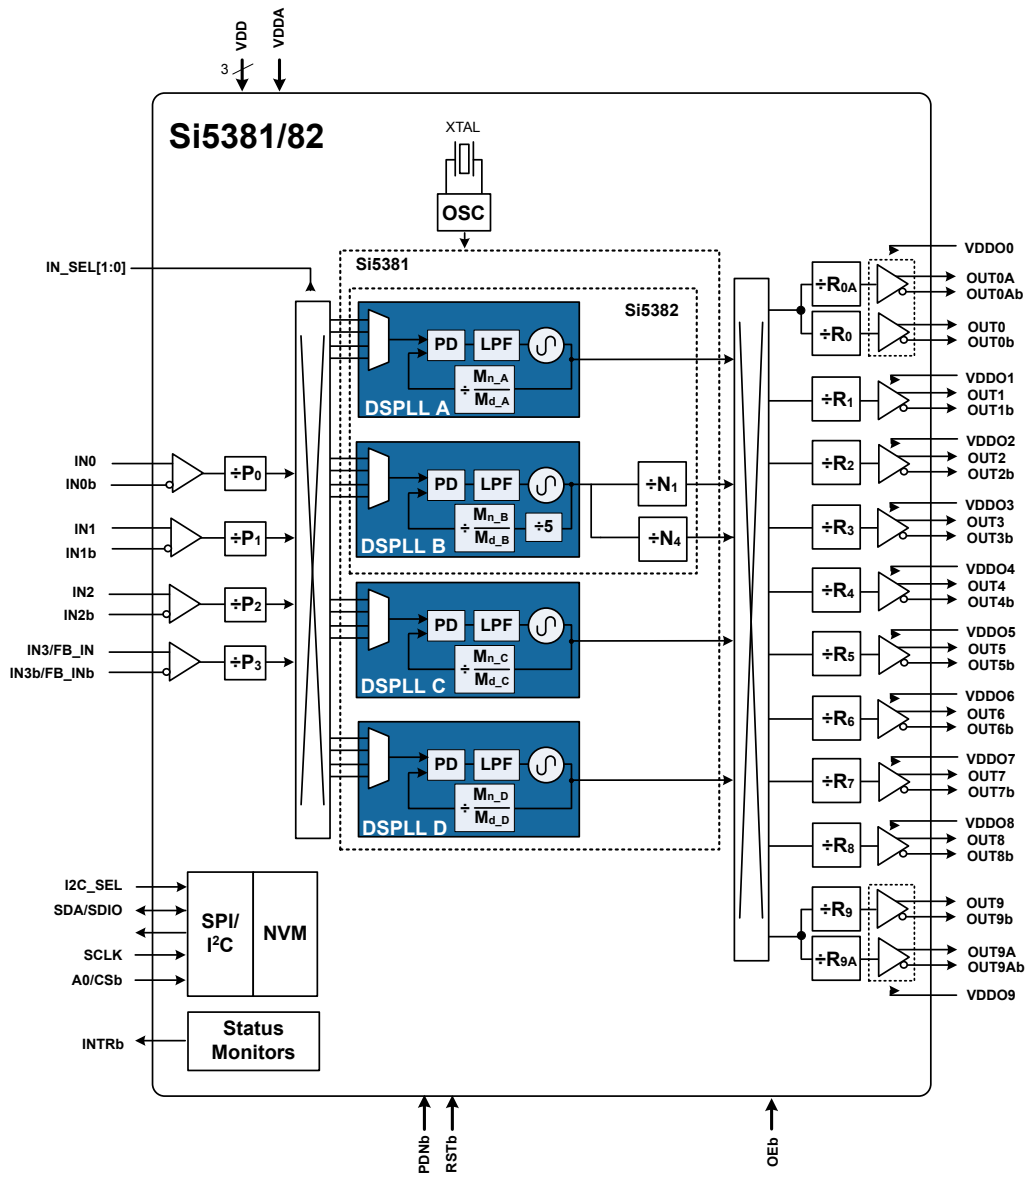 VDD
VDDA
3
Si5381/82
XTAL
OSC
IN_SEL[1:0]
Si5381
Si5382
PD
LPF
÷ Mn_A
Md_A
DSPLL A
PD
LPF
÷ Mn_B
Md_B
÷5
DSPLL B
÷N1
÷N4
PD
LPF
÷ Mn_C
Md_C
DSPLL C
PD
LPF
÷ Mn_D
Md_D
DSPLL D
IN0
IN0b
÷P0
IN1
IN1b
÷P1
IN2
IN2b
÷P2
IN3/FB_IN
IN3b/FB_INb
÷P3
÷R0A
÷R0
÷R1
÷R2
÷R3
÷R4
÷R5
÷R6
÷R7
÷R8
÷R9
÷R9A
VDDO0
OUT0A
OUT0Ab
OUT0
OUT0b
VDDO1
OUT1
OUT1b
VDDO2
OUT2
OUT2b
VDDO3
OUT3
OUT3b
VDDO4
OUT4
OUT4b
VDDO5
OUT5
OUT5b
VDDO6
OUT6
OUT6b
VDDO7
OUT7
OUT7b
VDDO8
OUT8
OUT8b
OUT9
OUT9b
OUT9A
OUT9Ab
VDDO9
I2C_SEL
SDA/SDIO
SCLK
A0/CSb
SPI/
I2C
NVM
INTRb
Status
Monitors
PDNb
RSTb
OEb